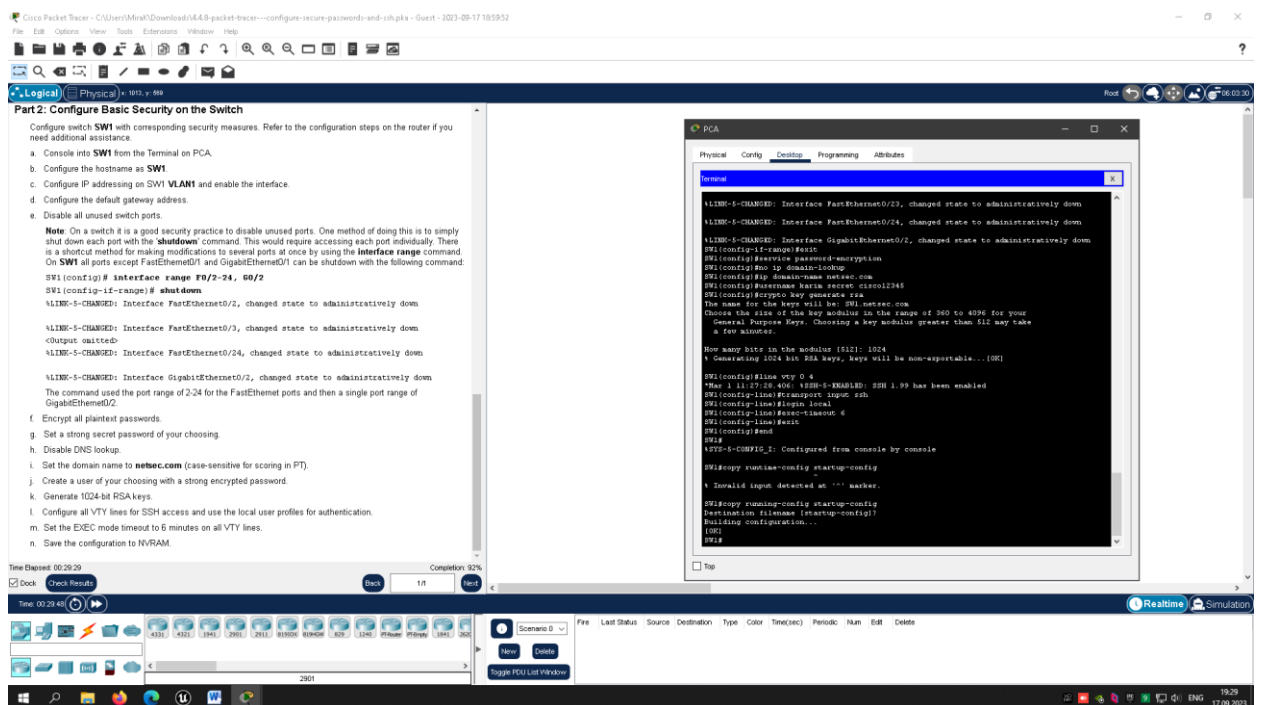 Cisco Packet Tracer - C:\Users\Mirak\Downloads\4.4.8-packet-tracer---configure-secure-passwords-and-ssh.pka - Guest - 2023-09-17 18:59:52
File Edit Options View Tools Extensions Window Help
?
Logical Physical x: 1013, y: 569
Root 06:03:30
Part 2: Configure Basic Security on the Switch
Configure switch SW1 with corresponding security measures. Refer to the configuration steps on the router if you
need additional assistance.
a. Console into SW1 from the Terminal on PCA.
b. Configure the hostname as SW1.
c. Configure IP addressing on SW1 VLAN1 and enable the interface.
d. Configure the default gateway address.
e. Disable all unused switch ports.
Note: On a switch it is a good security practice to disable unused ports. One method of doing this is to simply
shut down each port with the 'shutdown' command. This would require accessing each port individually. There
is a shortcut method for making modifications to several ports at once by using the interface range command.
On SW1 all ports except FastEthernet0/1 and GigabitEthernet0/1 can be shutdown with the following command:
SW1(config)# interface range F0/2-24, G0/2
SW1(config-if-range)# shutdown
%LINK-5-CHANGED: Interface FastEthernet0/2, changed state to administratively down
%LINK-5-CHANGED: Interface FastEthernet0/3, changed state to administratively down
<Output omitted>
%LINK-5-CHANGED: Interface FastEthernet0/24, changed state to administratively down
%LINK-5-CHANGED: Interface GigabitEthernet0/2, changed state to administratively down
The command used the port range of 2-24 for the FastEthernet ports and then a single port range of
GigabitEthernet0/2.
f. Encrypt all plaintext passwords.
g. Set a strong secret password of your choosing.
h. Disable DNS lookup.
i. Set the domain name to netsec.com (case-sensitive for scoring in PT).
j. Create a user of your choosing with a strong encrypted password.
k. Generate 1024-bit RSA keys.
l. Configure all VTY lines for SSH access and use the local user profiles for authentication.
m. Set the EXEC mode timeout to 6 minutes on all VTY lines.
n. Save the configuration to NVRAM.
Time Elapsed: 00:29:29 Completion: 92%
Dock Check Results Back 1/1 Next
PCA
Physical Config Desktop Programming Attributes
Terminal X
%LINK-5-CHANGED: Interface FastEthernet0/23, changed state to administratively down
%LINK-5-CHANGED: Interface FastEthernet0/24, changed state to administratively down
%LINK-5-CHANGED: Interface GigabitEthernet0/2, changed state to administratively down
SW1(config-if-range)#exit
SW1(config)#service password-encryption
SW1(config)#no ip domain-lookup
SW1(config)#ip domain-name netsec.com
SW1(config)#username karim secret cisco12345
SW1(config)#crypto key generate rsa
The name for the keys will be: SW1.netsec.com
Choose the size of the key modulus in the range of 360 to 4096 for your
General Purpose Keys. Choosing a key modulus greater than 512 may take
a few minutes.
How many bits in the modulus [512]: 1024
% Generating 1024 bit RSA keys, keys will be non-exportable...[OK]
SW1(config)#line vty 0 4
*Mar 1 11:27:28.406: %SSH-5-ENABLED: SSH 1.99 has been enabled
SW1(config-line)#transport input ssh
SW1(config-line)#login local
SW1(config-line)#exec-timeout 6
SW1(config-line)#exit
SW1(config)#end
SW1#
%SYS-5-CONFIG_I: Configured from console by console
SW1#copy runtime-config startup-config
^
% Invalid input detected at '^' marker.
SW1#copy running-config startup-config
Destination filename [startup-config]?
Building configuration...
[OK]
SW1#
Top
Time: 00:29:48
Realtime Simulation
4331 4321 1941 2901 2911 819IOX 819HGW 829 1240 PT-Router PT-Empty 1841
2901
Scenario 0
New Delete
Toggle PDU List Window
Fire Last Status Source Destination Type Color Time(sec) Periodic Num Edit Delete
ENG 19:29
17.09.2023